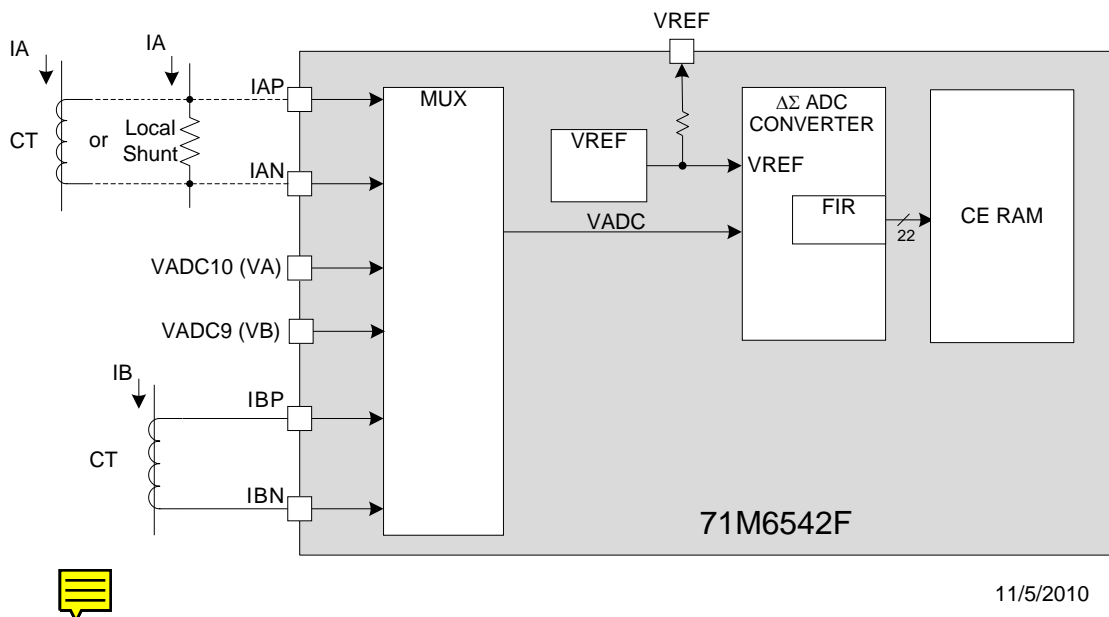 VREF
IA
IA
IAP
MUX
ΔΣ ADC
CONVERTER
CT
or
Local
Shunt
VREF
VREF
IAN
FIR
CE RAM
VADC
22
VADC10 (VA)
VADC9 (VB)
IB
IBP
CT
IBN
71M6542F
11/5/2010